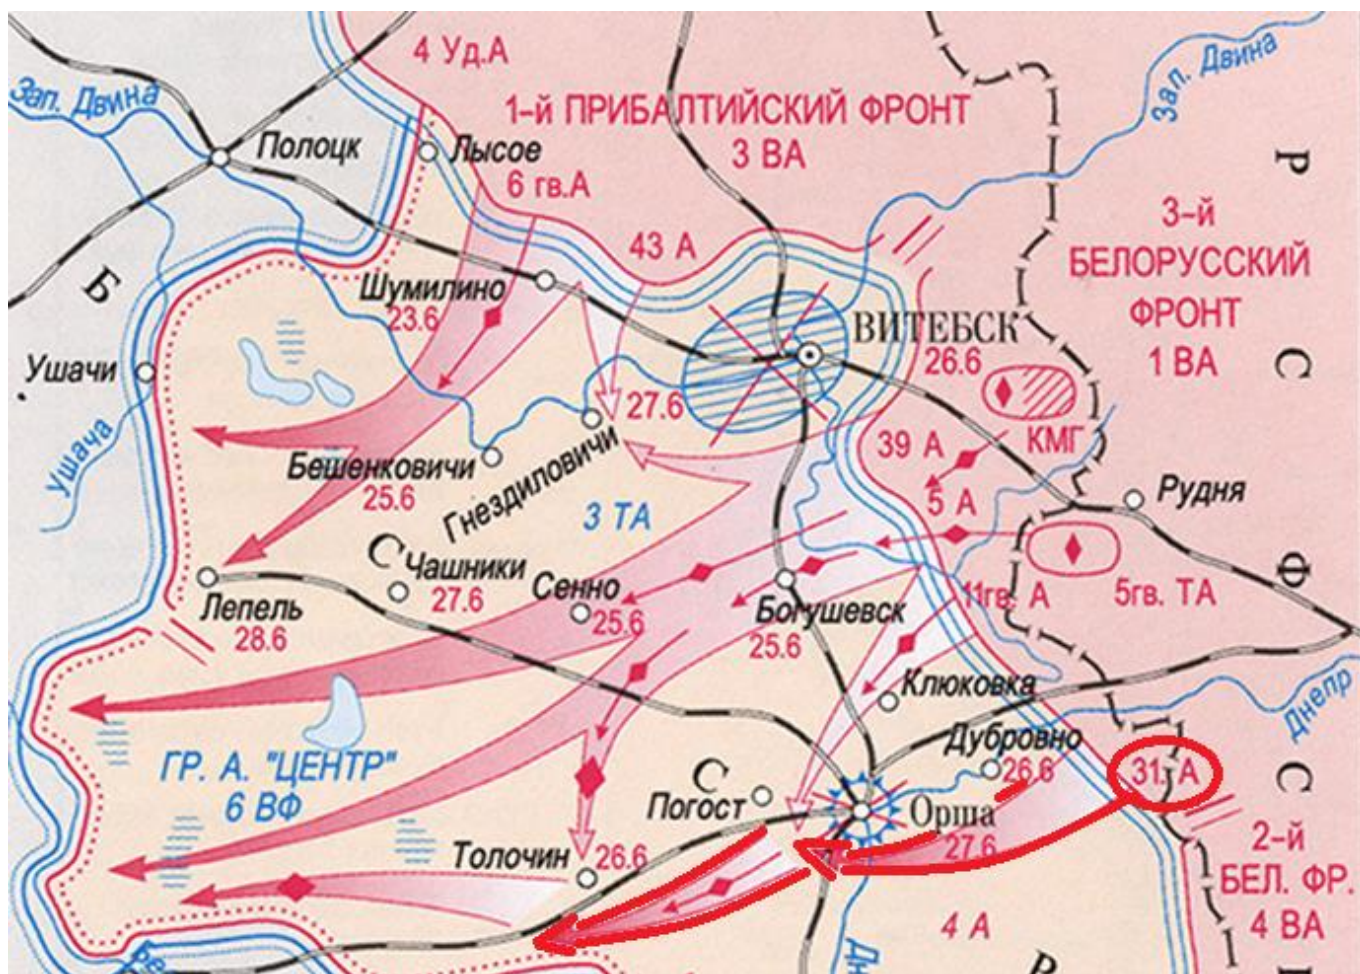 4 Уд.А
Зап. Двина
Зап. Двина
1-й ПРИБАЛТИЙСКИЙ ФРОНТ
3 ВА
Полоцк
Лысое
6 гв.А
Р
43 А
3-й
БЕЛОРУССКИЙ
ФРОНТ
1 ВА
Б
Шумилино
23.6
ВИТЕБСК
26.6
С
Ушачи
Ушача
27.6
КМГ
39 А
Бешенковичи
25.6
Гнездиловичи
3 ТА
5 А
Рудня
С
Чашники
27.6
Сенно
25.6
Богушевск
25.6
11гв. А
5гв. ТА
Ф
Лепель
28.6
Клюковка
Днепр
ГР. А. "ЦЕНТР"
6 ВФ
Дубровно
26.6
31 А
С
С
Погост
Орша
27.6
Толочин
26.6
2-й
БЕЛ. ФР.
4 ВА
4 А
Бе
Дн
Р